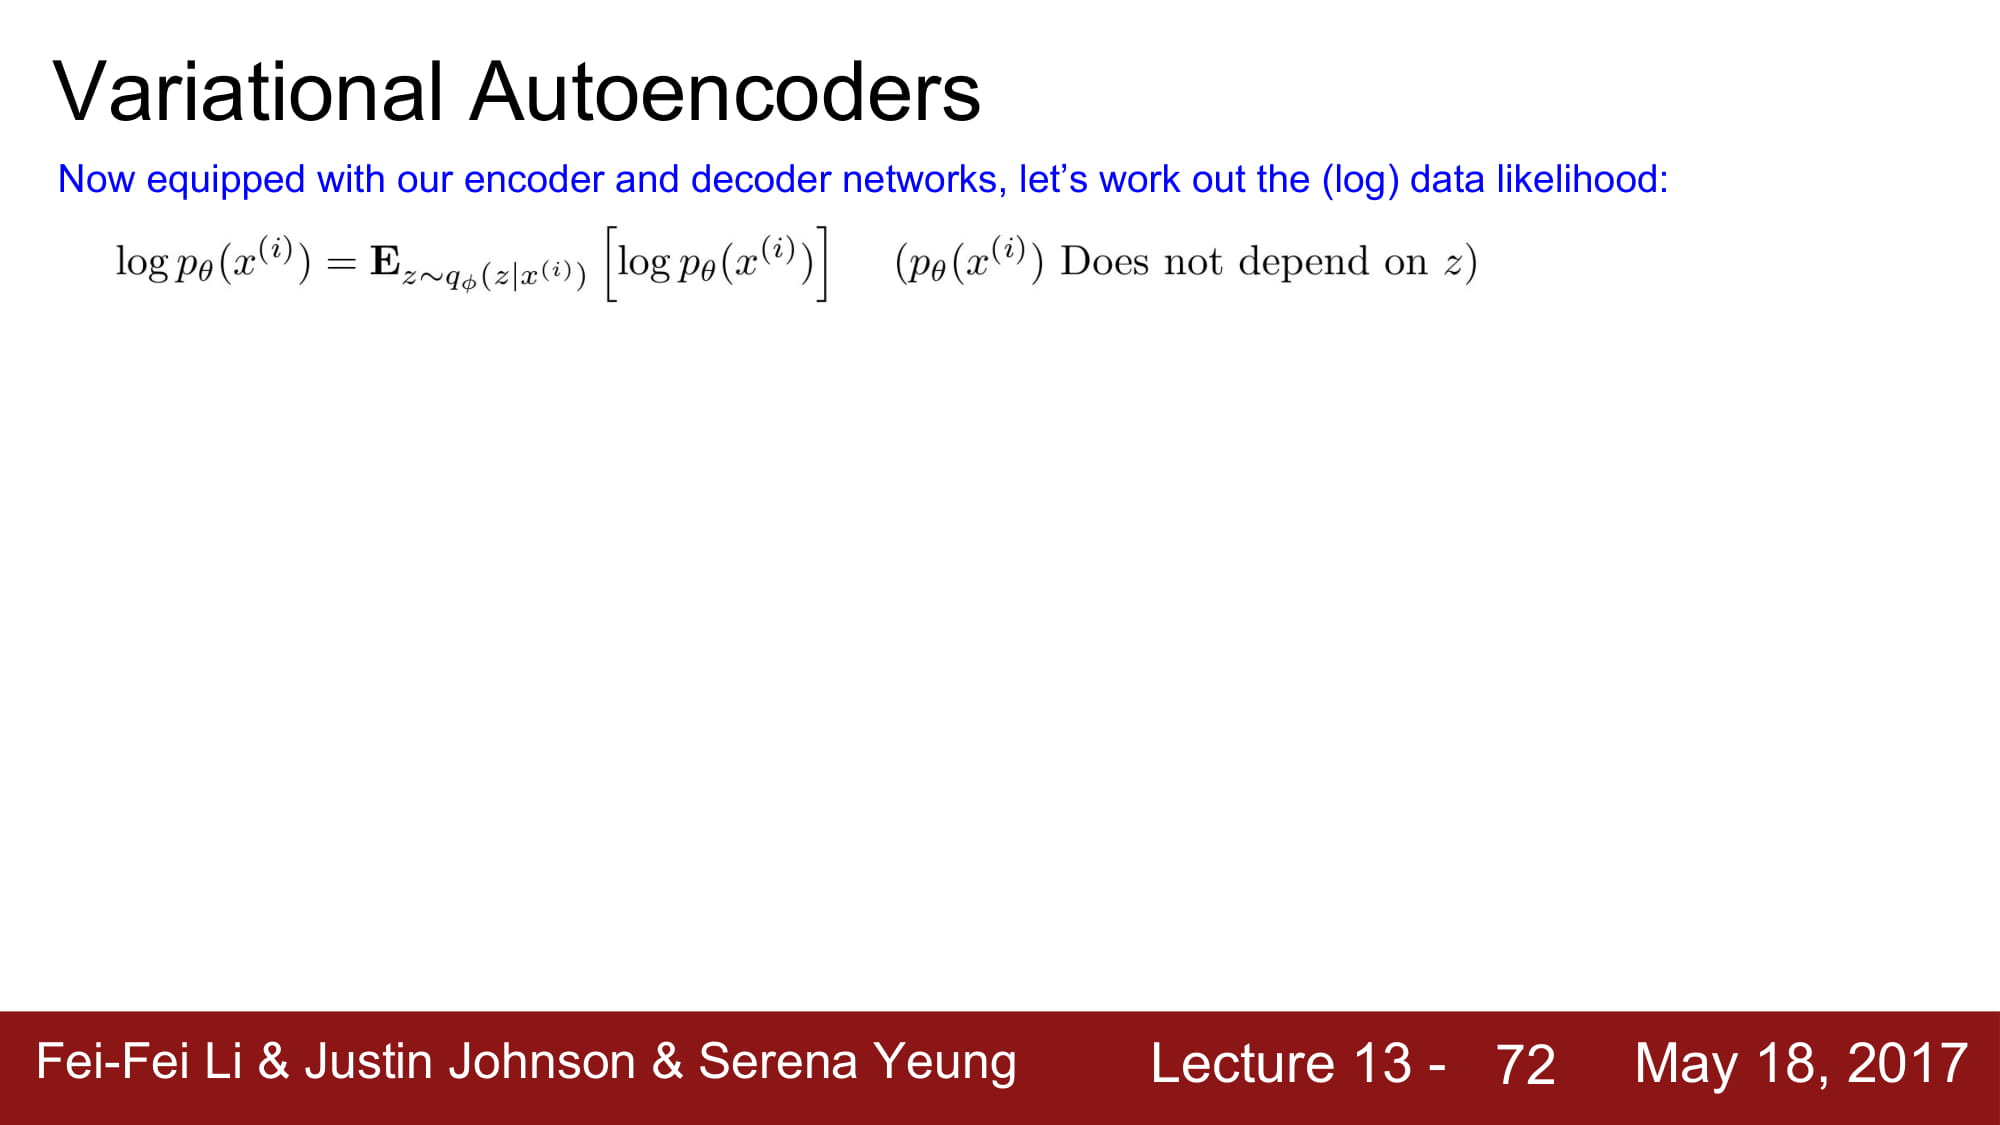 Variational Autoencoders
Now equipped with our encoder and decoder networks, let’s work out the (log) data likelihood:
$\log p_\theta(x^{(i)}) = \mathbf{E}_{z \sim q_\phi(z|x^{(i)})} \left[ \log p_\theta(x^{(i)}) \right]$ ($p_\theta(x^{(i)})$ Does not depend on $z$)
Fei-Fei Li & Justin Johnson & Serena Yeung Lecture 13 - 72 May 18, 2017